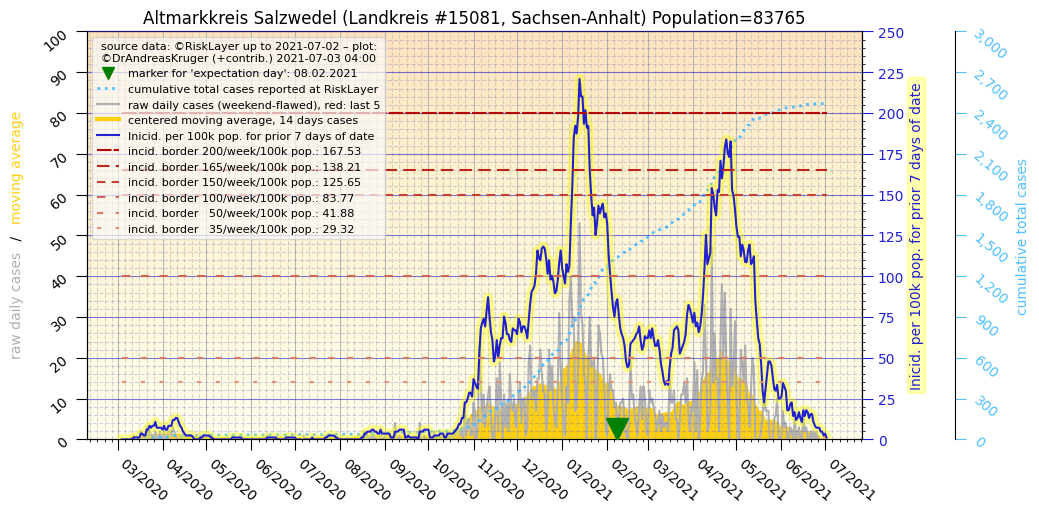 Altmarkkreis Salzwedel (Landkreis #15081, Sachsen-Anhalt) Population=83765
source data: ©RiskLayer up to 2021-07-02 – plot:
©DrAndreasKruger (+contrib.) 2021-07-03 04:00
marker for 'expectation day': 08.02.2021
cumulative total cases reported at RiskLayer
raw daily cases (weekend-flawed), red: last 5
centered moving average, 14 days cases
Inicid. per 100k pop. for prior 7 days of date
incid. border 200/week/100k pop.: 167.53
incid. border 165/week/100k pop.: 138.21
incid. border 150/week/100k pop.: 125.65
incid. border 100/week/100k pop.: 83.77
incid. border   50/week/100k pop.: 41.88
incid. border   35/week/100k pop.: 29.32
raw daily cases  /  moving average
100
90
80
70
60
50
40
30
20
10
0
250
225
200
175
150
125
100
75
50
25
0
Inicid. per 100k pop. for prior 7 days of date
3,000
2,700
2,400
2,100
1,800
1,500
1,200
900
600
300
0
cumulative total cases
03/2020
04/2020
05/2020
06/2020
07/2020
08/2020
09/2020
10/2020
11/2020
12/2020
01/2021
02/2021
03/2021
04/2021
05/2021
06/2021
07/2021